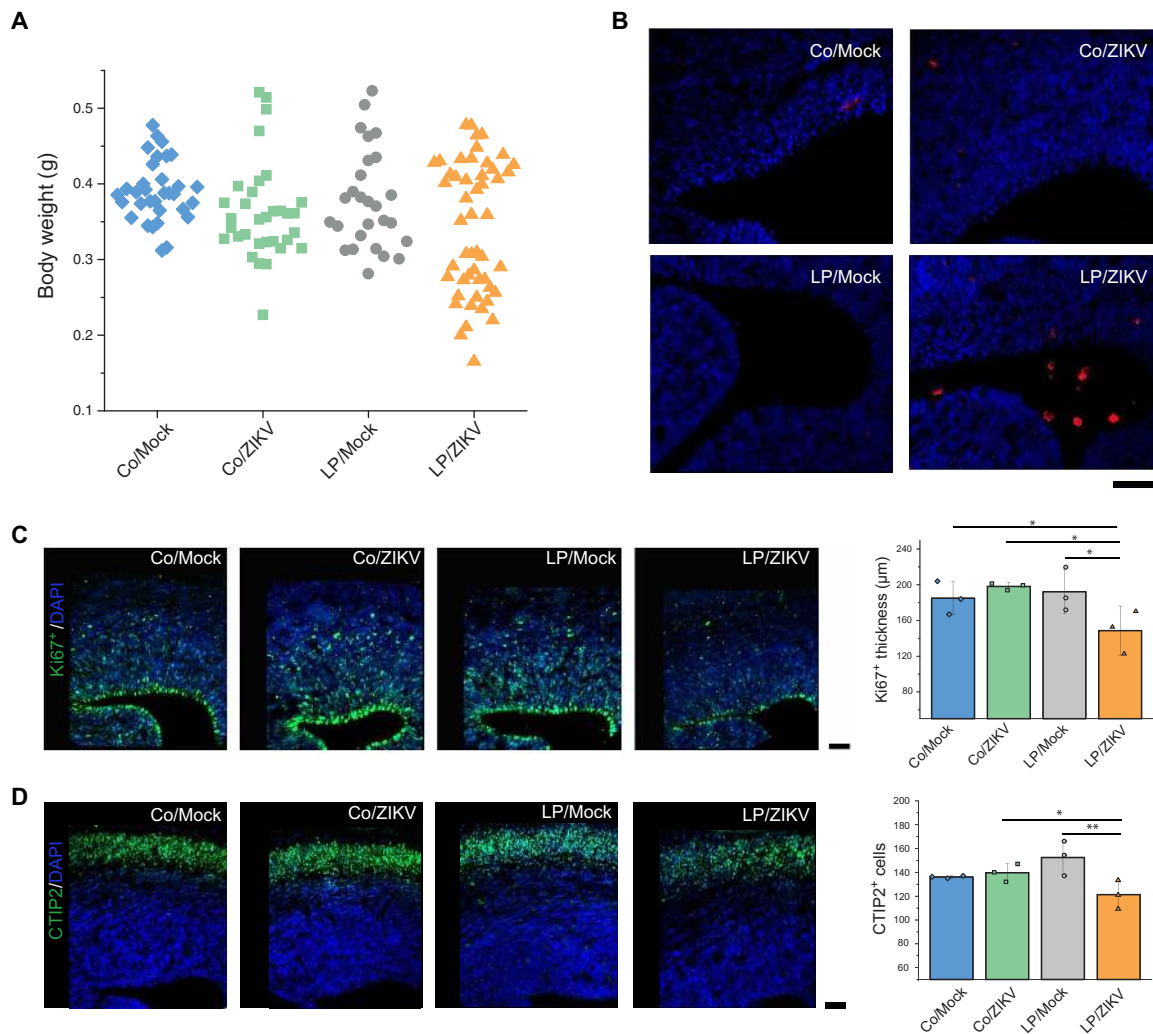 A
Body weight (g)
0.5
0.4
0.3
0.2
0.1
Co/Mock
Co/ZIKV
LP/Mock
LP/ZIKV
B
Co/Mock
Co/ZIKV
LP/Mock
LP/ZIKV
C
Ki67+/DAPI
Co/Mock
Co/ZIKV
LP/Mock
LP/ZIKV
Ki67+ thickness (µm)
240
200
160
120
80
*
*
*
Co/Mock
Co/ZIKV
LP/Mock
LP/ZIKV
D
CTIP2/DAPI
Co/Mock
Co/ZIKV
LP/Mock
LP/ZIKV
CTIP2+ cells
200
180
160
140
120
100
80
60
*
**
Co/Mock
Co/ZIKV
LP/Mock
LP/ZIKV